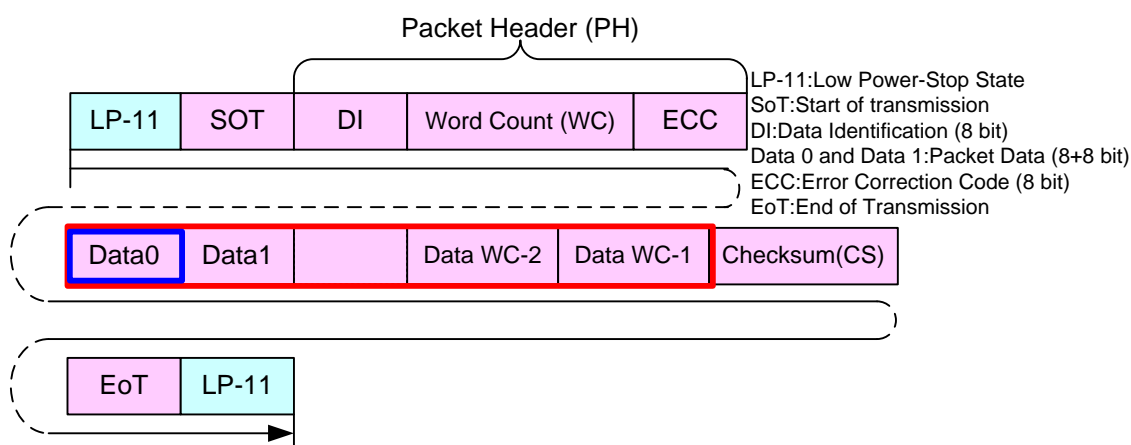 Packet Header (PH)
LP-11 SOT DI Word Count (WC) ECC
LP-11:Low Power-Stop State
SoT:Start of transmission
DI:Data Identification (8 bit)
Data 0 and Data 1:Packet Data (8+8 bit)
ECC:Error Correction Code (8 bit)
EoT:End of Transmission
Data0 Data1 Data WC-2 Data WC-1 Checksum(CS)
EoT LP-11